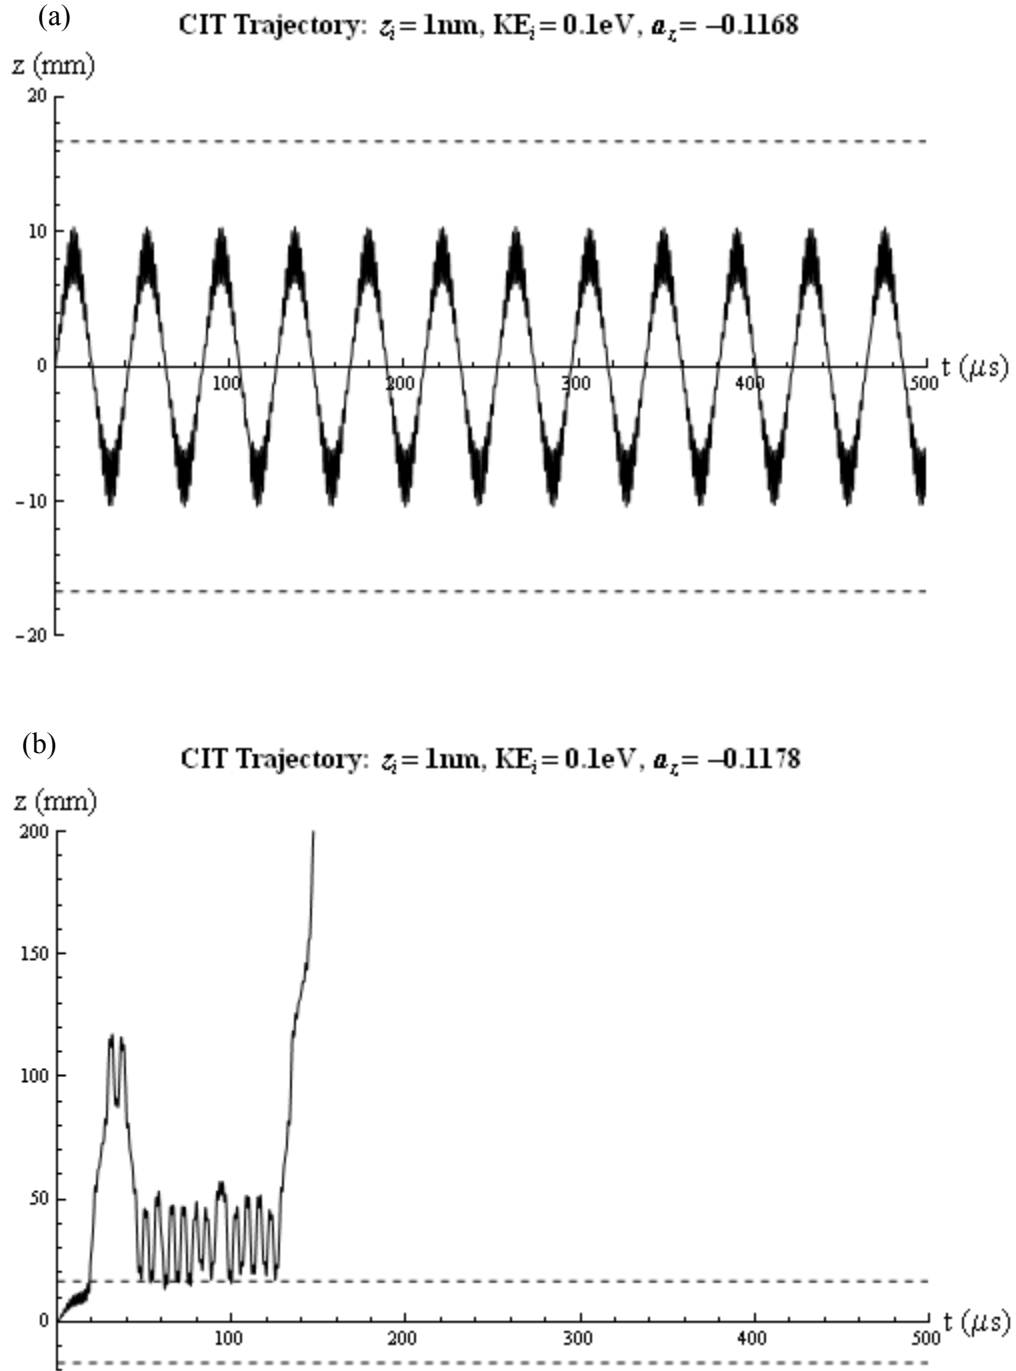 (a)
CIT Trajectory: zᵢ = 1nm, KEᵢ = 0.1eV, a_z = −0.1168
z (mm)
20
10
0
100 200 300 400 500 t (μs)
−10
−20
(b)
CIT Trajectory: zᵢ = 1nm, KEᵢ = 0.1eV, a_z = −0.1178
z (mm)
200
150
100
50
0
100 200 300 400 500 t (μs)